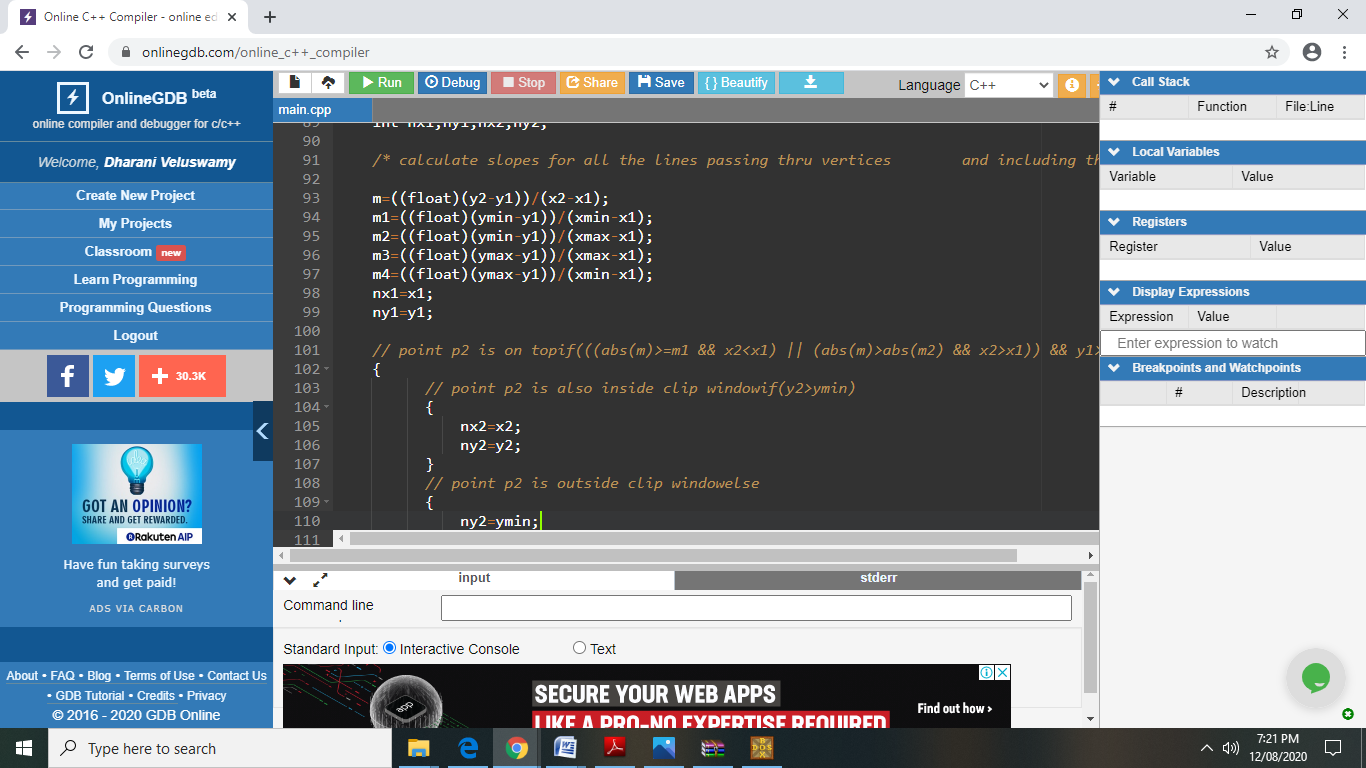 Online C++ Compiler - online ed
onlinegdb.com/online_c++_compiler
OnlineGDB beta
online compiler and debugger for c/c++
Welcome, Dharani Veluswamy
Create New Project
My Projects
Classroom new
Learn Programming
Programming Questions
Logout
30.3K
GOT AN OPINION?
SHARE AND GET REWARDED.
Rakuten AIP
Have fun taking surveys
and get paid!
ADS VIA CARBON
About • FAQ • Blog • Terms of Use • Contact Us
• GDB Tutorial • Credits • Privacy
© 2016 - 2020 GDB Online
Run Debug Stop Share Save { } Beautify
Language C++
main.cpp
89 int nx1,ny1,nx2,ny2;
90
91 /* calculate slopes for all the lines passing thru vertices and including th
92
93 m=((float)(y2-y1))/(x2-x1);
94 m1=((float)(ymin-y1))/(xmin-x1);
95 m2=((float)(ymin-y1))/(xmax-x1);
96 m3=((float)(ymax-y1))/(xmax-x1);
97 m4=((float)(ymax-y1))/(xmin-x1);
98 nx1=x1;
99 ny1=y1;
100
101 // point p2 is on topif(((abs(m)>=m1 && x2<x1) || (abs(m)>abs(m2) && x2>x1)) && y1>
102 {
103 // point p2 is also inside clip windowif(y2>ymin)
104 {
105 nx2=x2;
106 ny2=y2;
107 }
108 // point p2 is outside clip windowelse
109 {
110 ny2=ymin;
111
input stderr
Command line
Standard Input: Interactive Console Text
app
SECURE YOUR WEB APPS
LIKE A PRO-NO EXPERTISE REQUIRED
Find out how >
Call Stack
# Function File:Line
Local Variables
Variable Value
Registers
Register Value
Display Expressions
Expression Value
Enter expression to watch
Breakpoints and Watchpoints
# Description
Type here to search
7:21 PM
12/08/2020